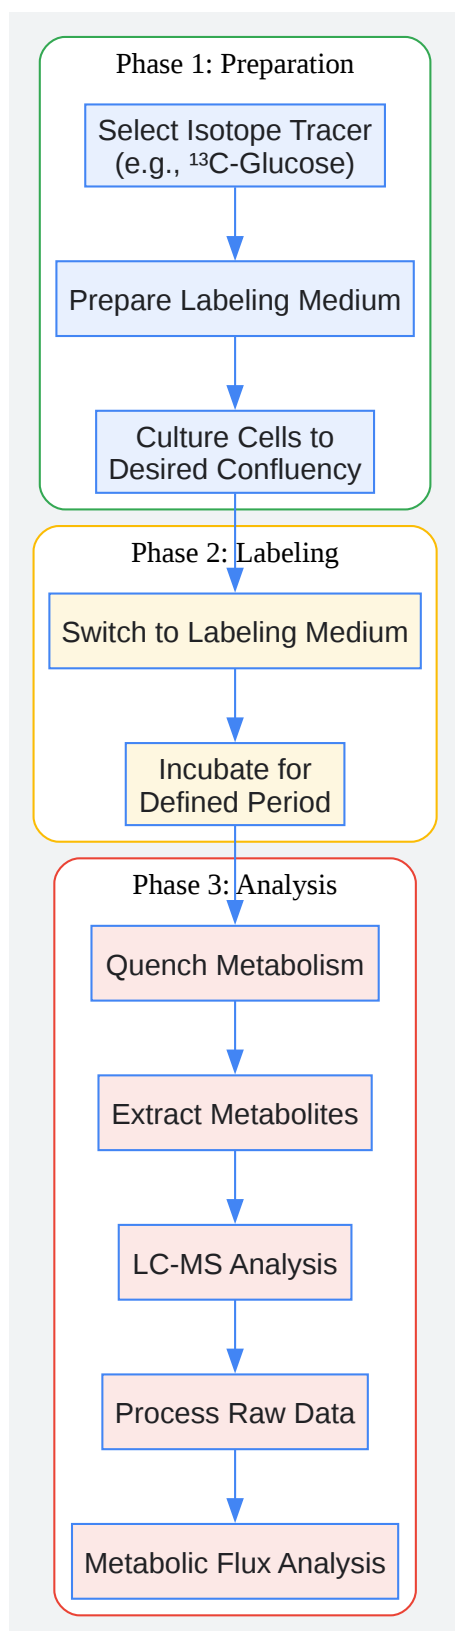 Phase 1: Preparation
Select Isotope Tracer
(e.g., ¹³C-Glucose)
Prepare Labeling Medium
Culture Cells to
Desired Confluency
Phase 2: Labeling
Switch to Labeling Medium
Incubate for
Defined Period
Phase 3: Analysis
Quench Metabolism
Extract Metabolites
LC-MS Analysis
Process Raw Data
Metabolic Flux Analysis